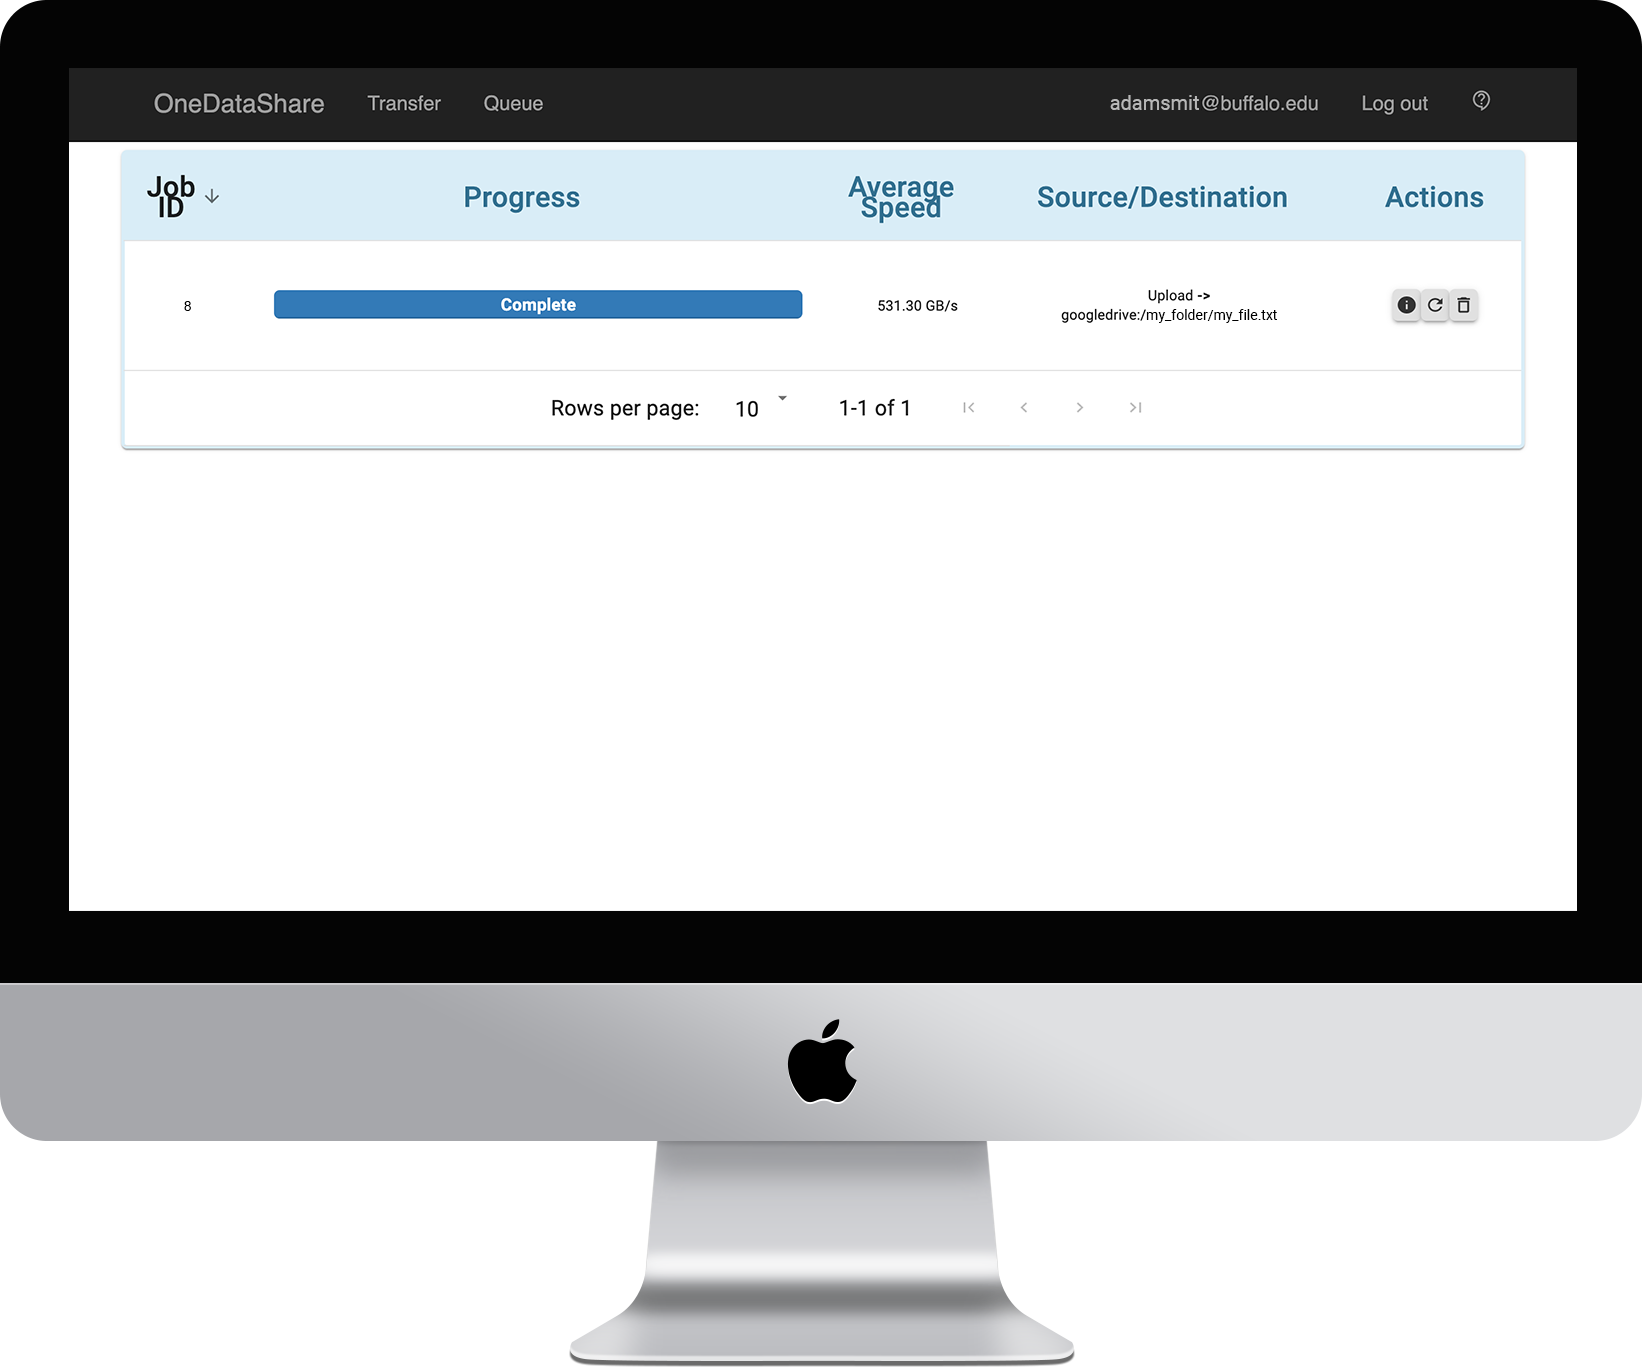 OneDataShare Transfer Queue adamsmit@buffalo.edu Log out
Job ID Progress Average Speed Source/Destination Actions
8 Complete 531.30 GB/s Upload ->
googledrive:/my_folder/my_file.txt
Rows per page: 10 1-1 of 1